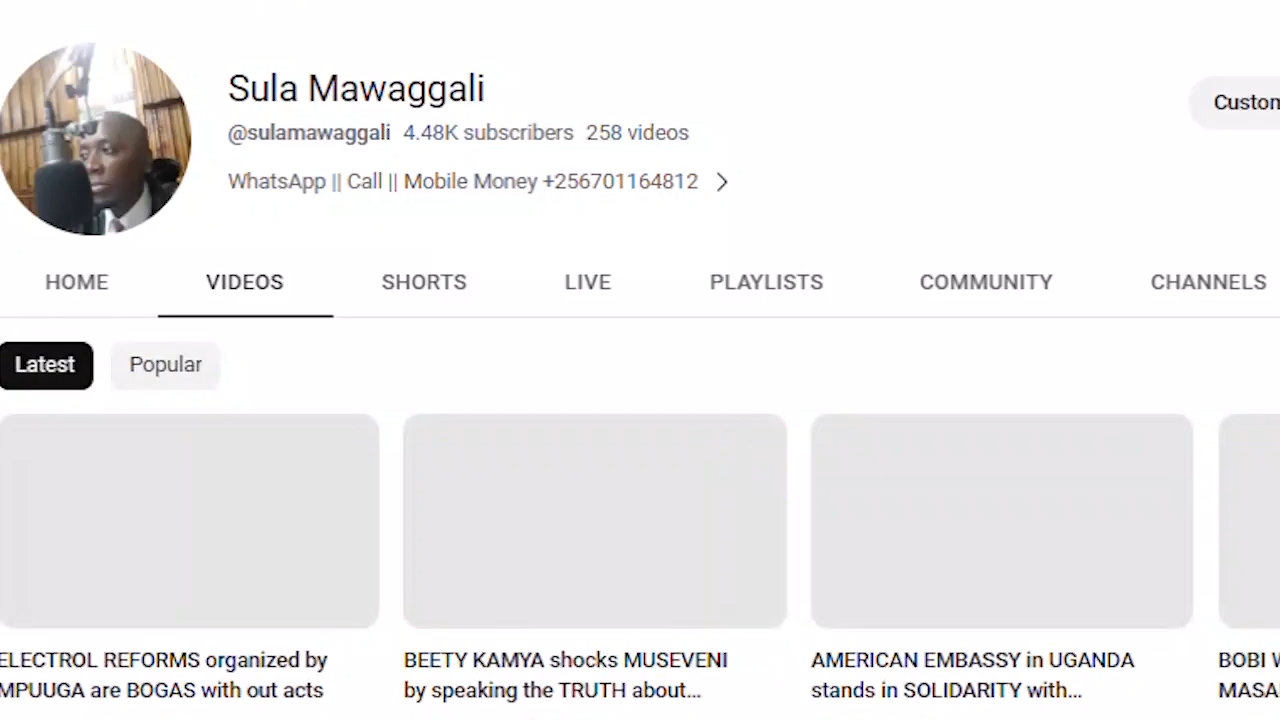 Sula Mawaggali
@sulamawaggali 4.48K subscribers 258 videos
WhatsApp || Call || Mobile Money +256701164812
HOME VIDEOS SHORTS LIVE PLAYLISTS COMMUNITY CHANNELS
Latest Popular
ELECTROL REFORMS organized by
MPUUGA are BOGAS with out acts
BEETY KAMYA shocks MUSEVENI
by speaking the TRUTH about...
AMERICAN EMBASSY in UGANDA
stands in SOLIDARITY with...
BOBI